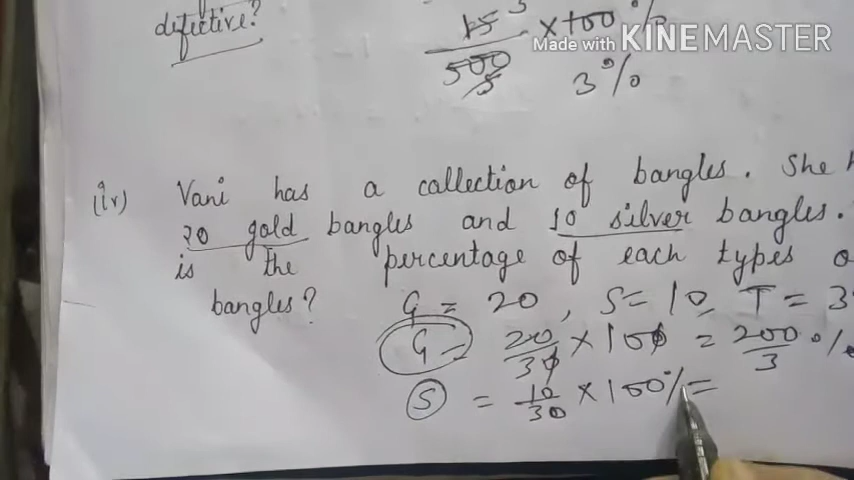 defective?
15 3 / 500 5 × 100 %
Made with KINEMASTER
3 %
(iv) Vani has a callection of bangles. She
20 gold bangles and 10 silver bangles.
is the percentage of each types
bangles? G = 20, S = 10, T = 3
G = 20/30 × 100 = 200/3 %
S = 10/30 × 100% =